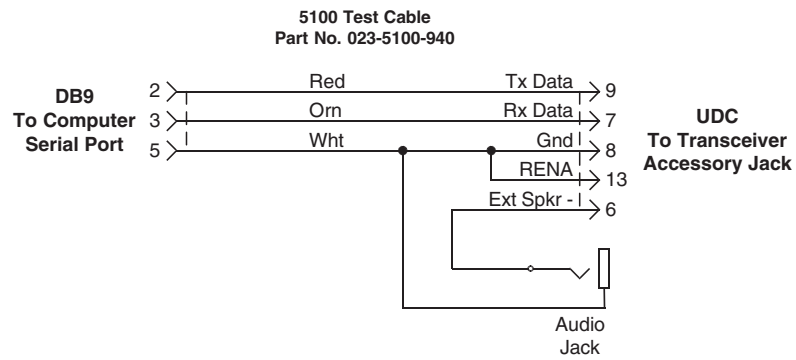 5100 Test Cable
Part No. 023-5100-940
DB9
To Computer
Serial Port
2 Red Tx Data 9
3 Orn Rx Data 7
5 Wht Gnd 8
RENA 13
Ext Spkr - 6
UDC
To Transceiver
Accessory Jack
Audio
Jack